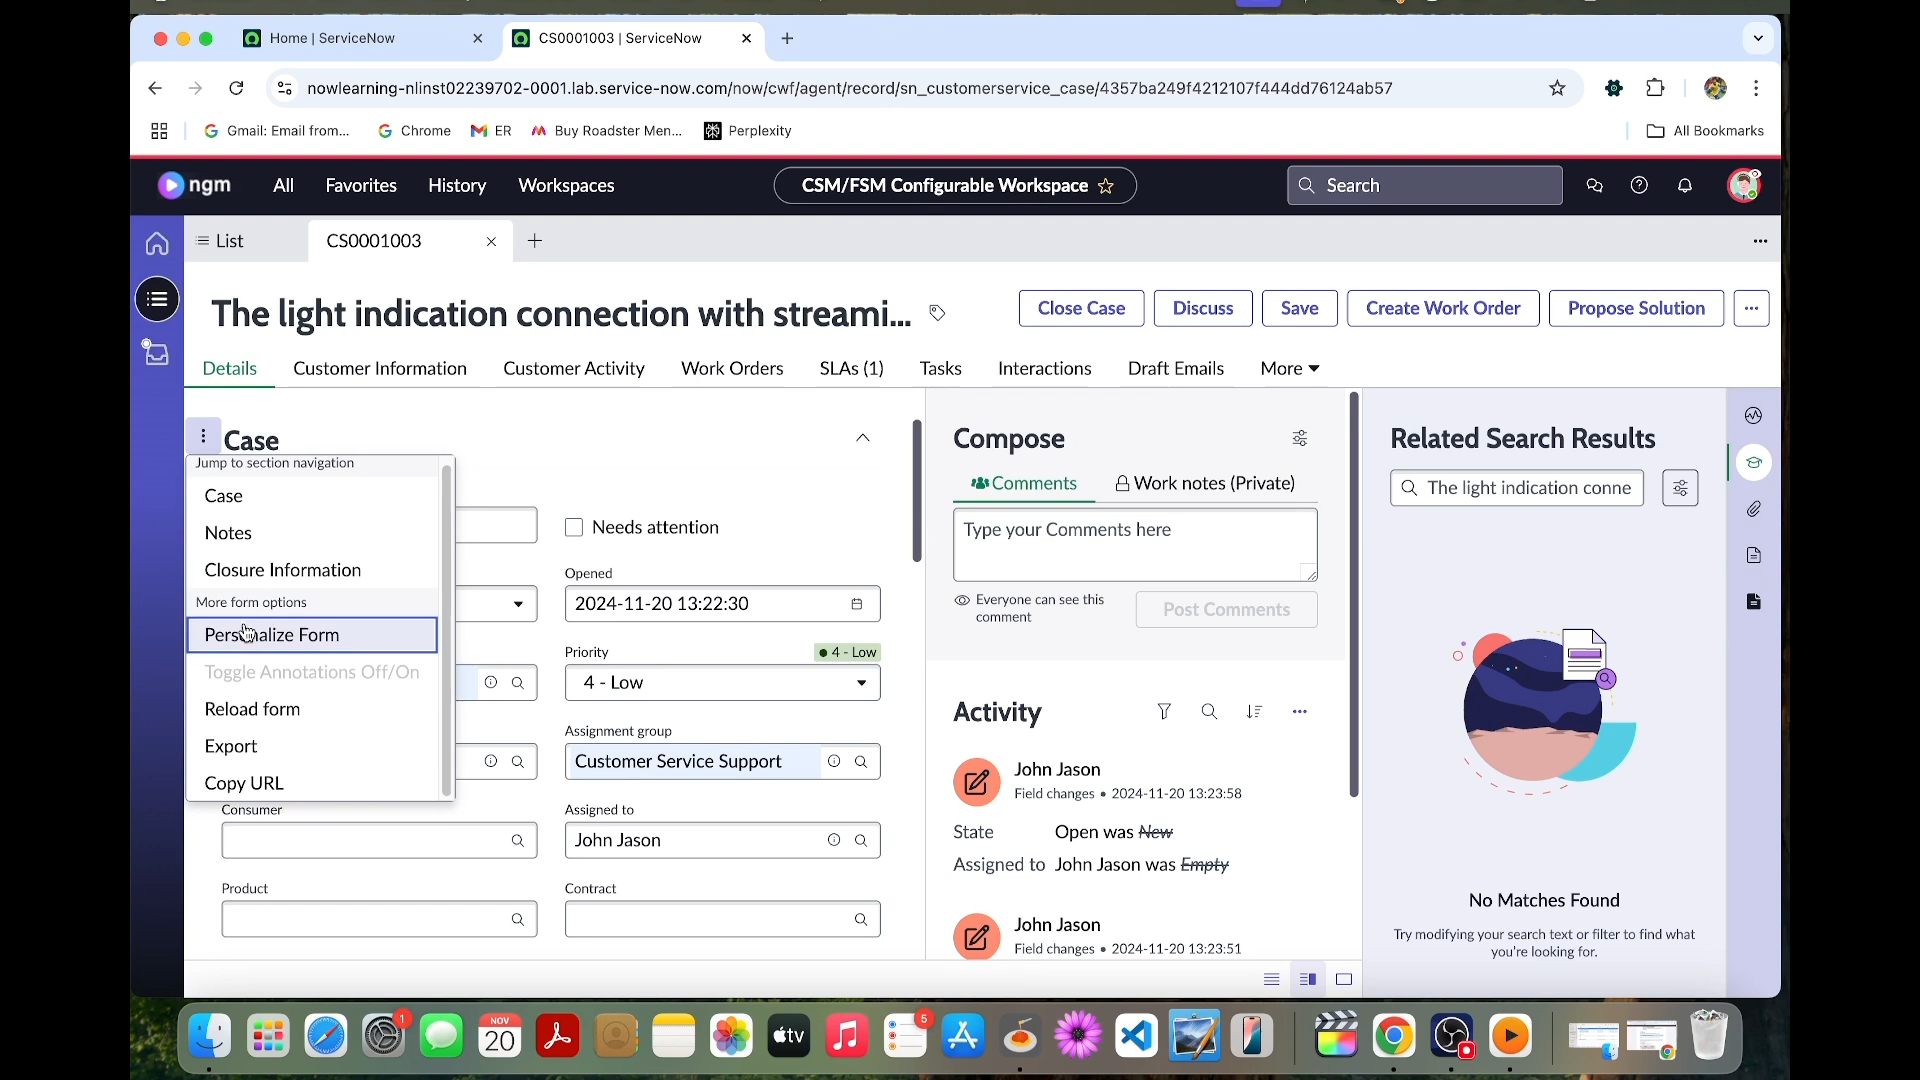 Home | ServiceNow
CS0001003 | ServiceNow
nowlearning-nlinst02239702-0001.lab.service-now.com/now/cwf/agent/record/sn_customerservice_case/4357ba249f4212107f444dd76124ab57
Gmail: Email from...
Chrome
ER
Buy Roadster Men...
Perplexity
All Bookmarks
ngm
All
Favorites
History
Workspaces
CSM/FSM Configurable Workspace
Search
List
CS0001003
The light indication connection with streami...
Close Case
Discuss
Save
Create Work Order
Propose Solution
Details
Customer Information
Customer Activity
Work Orders
SLAs (1)
Tasks
Interactions
Draft Emails
More
Case
Jump to section navigation
Case
Notes
Closure Information
More form options
Personalize Form
Toggle Annotations Off/On
Reload form
Export
Copy URL
Needs attention
Opened
2024-11-20 13:22:30
Priority
4 - Low
4 - Low
Assignment group
Customer Service Support
Consumer
Assigned to
John Jason
Product
Contract
Compose
Comments
Work notes (Private)
Type your Comments here
Everyone can see this
comment
Post Comments
Activity
John Jason
Field changes • 2024-11-20 13:23:58
State Open was New
Assigned to John Jason was Empty
John Jason
Field changes • 2024-11-20 13:23:51
Related Search Results
The light indication conne
No Matches Found
Try modifying your search text or filter to find what
you're looking for.
1
NOV
20
tv
5